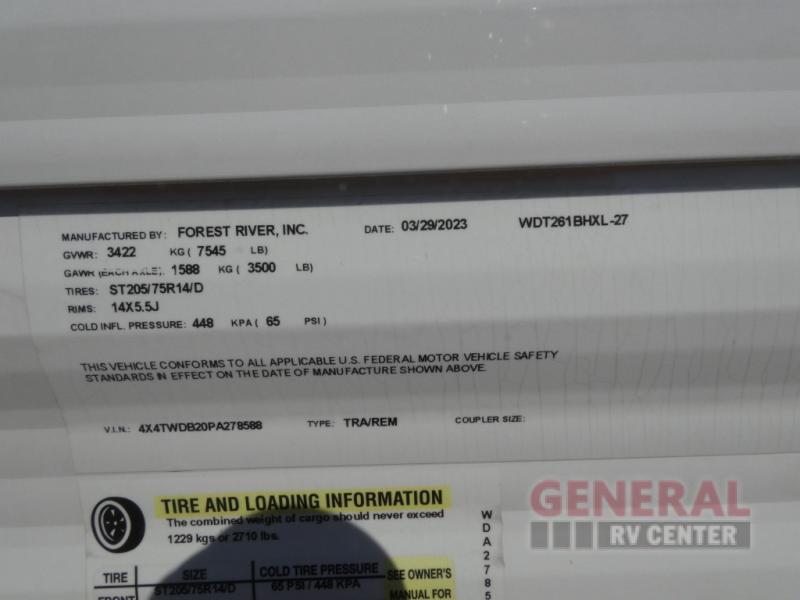 MANUFACTURED BY: FOREST RIVER, INC. DATE: 03/29/2023 WDT261BHXL-27
GVWR: 3422 KG ( 7545 LB)
GAWR (EACH AXLE): 1588 KG ( 3500 LB)
TIRES: ST205/75R14/D
RIMS: 14X5.5J
COLD INFL. PRESSURE: 448 KPA ( 65 PSI )
THIS VEHICLE CONFORMS TO ALL APPLICABLE U.S. FEDERAL MOTOR VEHICLE SAFETY
STANDARDS IN EFFECT ON THE DATE OF MANUFACTURE SHOWN ABOVE.
V.I.N.: 4X4TWDB20PA278588 TYPE: TRA/REM COUPLER SIZE:
TIRE AND LOADING INFORMATION
The combined weight of cargo should never exceed
1229 kgs or 2710 lbs.
TIRE SIZE COLD TIRE PRESSURE SEE OWNER'S
FRONT ST205/75R14/D 65 PSI / 448 KPA MANUAL FOR
WDA2785
GENERAL
RV CENTER